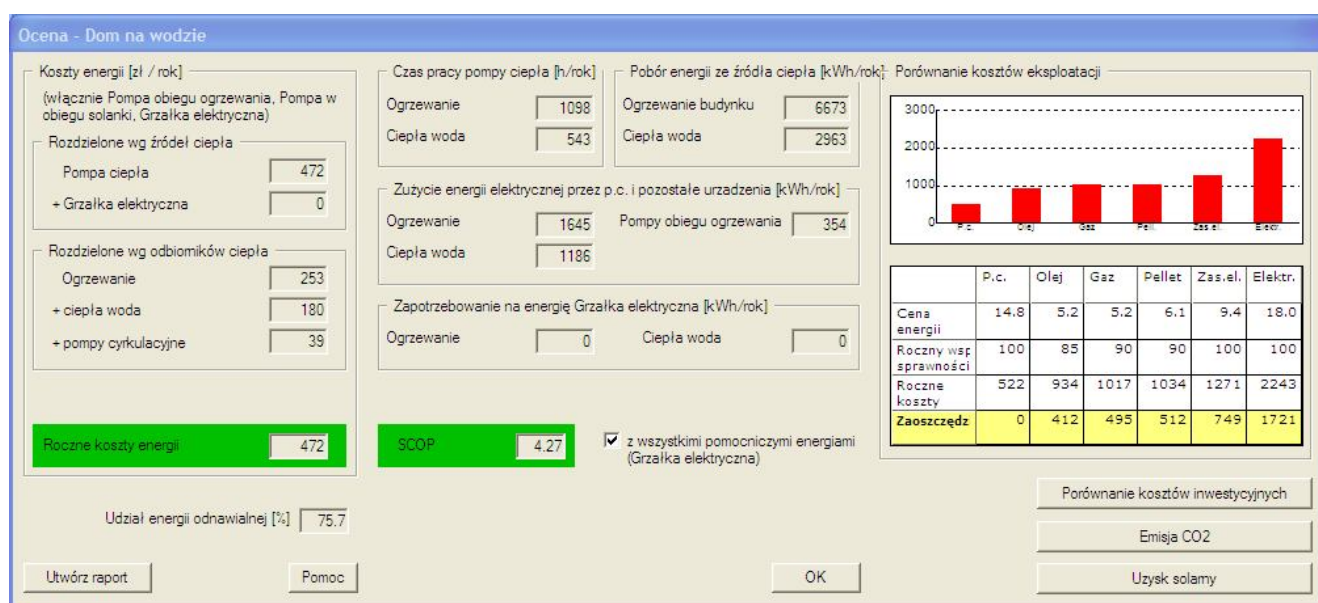 Ocena - Dom na wodzie
Koszty energii [zł / rok]
(włącznie Pompa obiegu ogrzewania, Pompa w
obiegu solanki, Grzałka elektryczna)
Rozdzielone wg źródeł ciepła
Pompa ciepła 472
+ Grzałka elektryczna 0
Rozdzielone wg odbiorników ciepła
Ogrzewanie 253
+ ciepła woda 180
+ pompy cyrkulacyjne 39
Roczne koszty energii 472
Udział energii odnawialnej [%] 75.7
Utwórz raport
Pomoc
Czas pracy pompy ciepła [h/rok]
Ogrzewanie 1098
Ciepła woda 543
Pobór energii ze źródła ciepła [kWh/rok]
Ogrzewanie budynku 6673
Ciepła woda 2963
Zużycie energii elektrycznej przez p.c. i pozostałe urzadzenia [kWh/rok]
Ogrzewanie 1645 Pompy obiegu ogrzewania 354
Ciepła woda 1186
Zapotrzebowanie na energię Grzałka elektryczna [kWh/rok]
Ogrzewanie 0 Ciepła woda 0
SCOP 4.27
z wszystkimi pomocniczymi energiami
(Grzałka elektryczna)
OK
Porównanie kosztów eksploatacji
3000
2000
1000
0
P.c. Olej Gaz Pell. Zas.el. Elektr.
P.c. Olej Gaz Pellet Zas.el. Elektr.
Cena
energii 14.8 5.2 5.2 6.1 9.4 18.0
Roczny wsp
sprawności 100 85 90 90 100 100
Roczne
koszty 522 934 1017 1034 1271 2243
Zaoszczędz 0 412 495 512 749 1721
Porównanie kosztów inwestycyjnych
Emisja CO2
Uzysk solarny